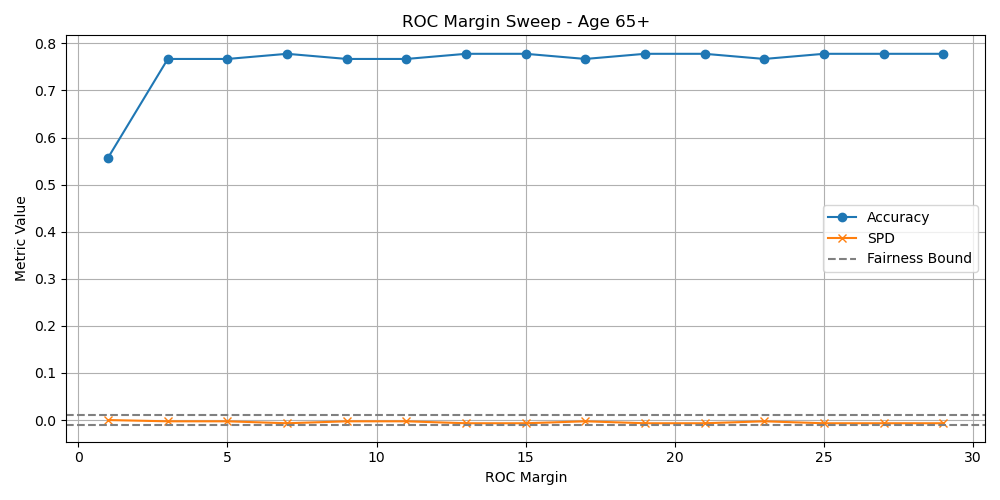 ROC Margin Sweep - Age 65+
Metric Value
0.8
0.7
0.6
0.5
0.4
0.3
0.2
0.1
0.0
Accuracy
SPD
Fairness Bound
0 5 10 15 20 25 30
ROC Margin